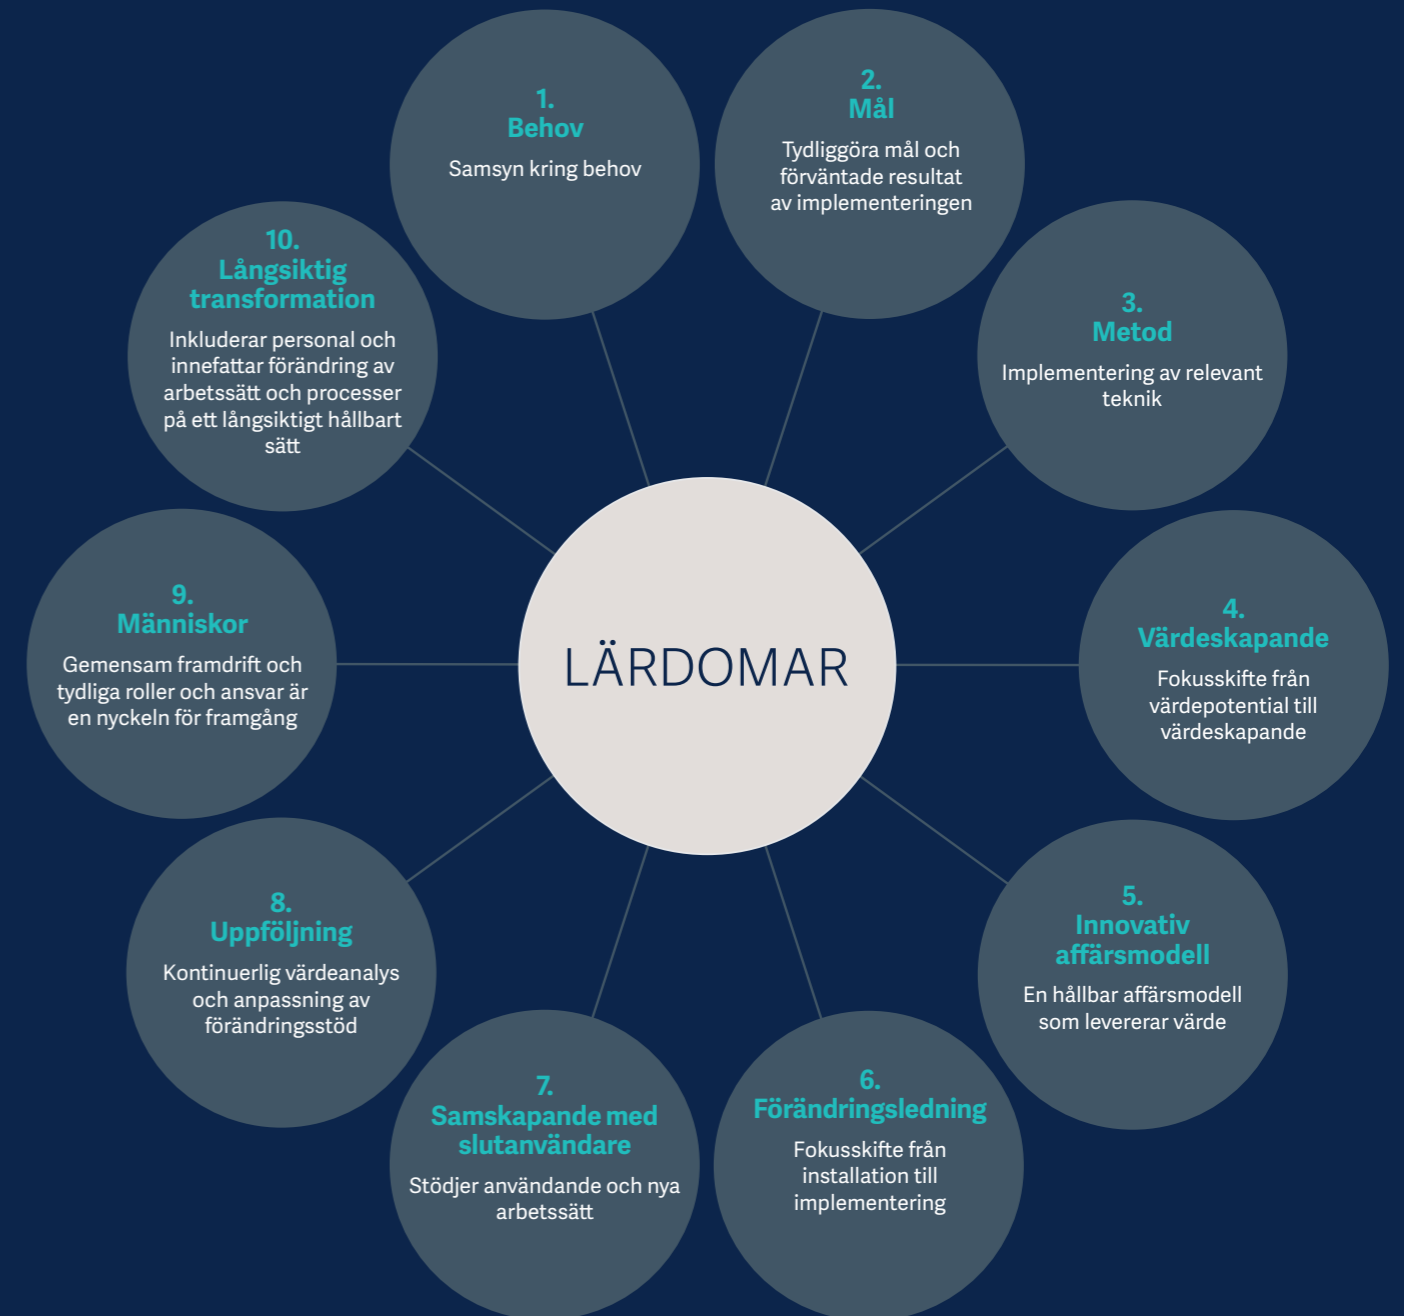 1.
Behov
Samsyn kring behov
2.
Mål
Tydliggöra mål och
förväntade resultat
av implementeringen
3.
Metod
Implementering av relevant
teknik
4.
Värdeskapande
Fokusskifte från
värdepotential till
värdeskapande
5.
Innovativ
affärsmodell
En hållbar affärsmodell
som levererar värde
6.
Förändringsledning
Fokusskifte från
installation till
implementering
7.
Samskapande med
slutanvändare
Stödjer användande och nya
arbetssätt
8.
Uppföljning
Kontinuerlig värdeanalys
och anpassning av
förändringsstöd
9.
Människor
Gemensam framdrift och
tydliga roller och ansvar är
en nyckeln för framgång
10.
Långsiktig
transformation
Inkluderar personal och
innefattar förändring av
arbetssätt och processer
på ett långsiktigt hållbart
sätt
LÄRDOMAR